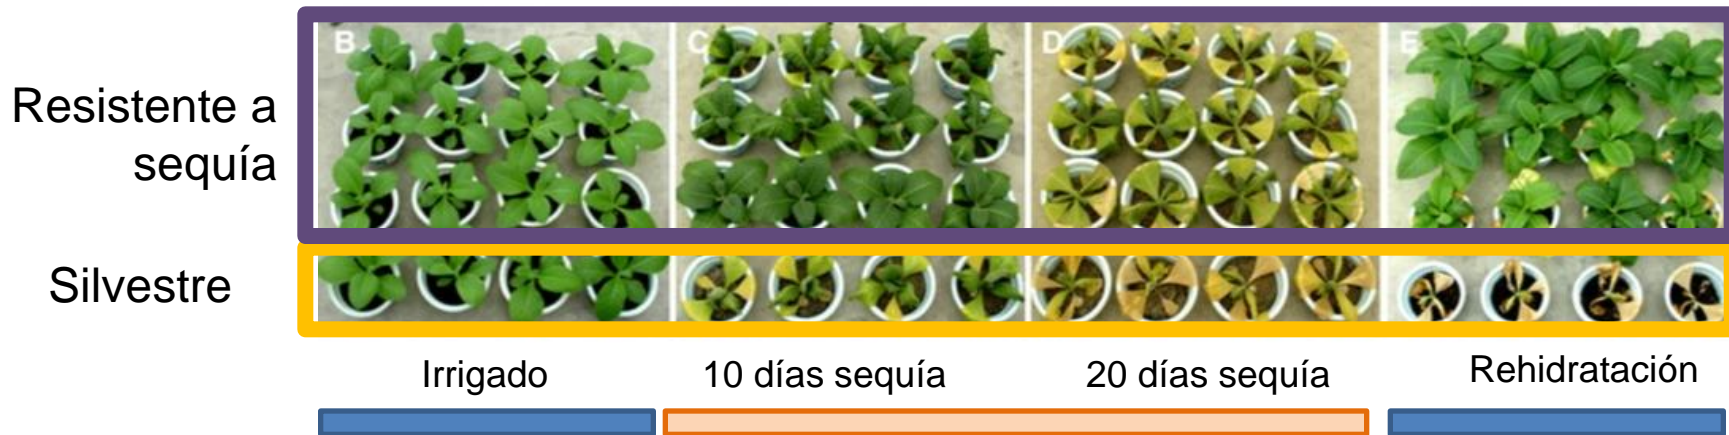 B C D E
Resistente a
sequía
Silvestre
Irrigado 10 días sequía 20 días sequía Rehidratación